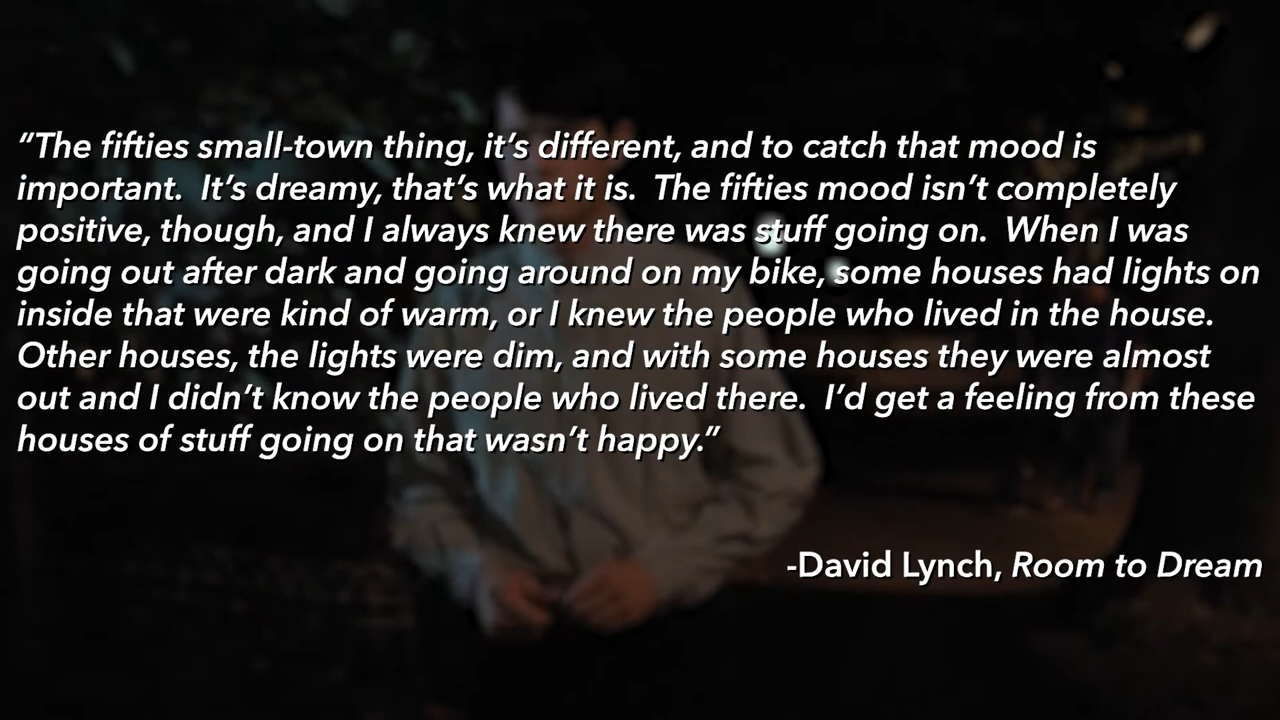 “The fifties small-town thing, it’s different, and to catch that mood is
important.  It’s dreamy, that’s what it is.  The fifties mood isn’t completely
positive, though, and I always knew there was stuff going on.  When I was
going out after dark and going around on my bike, some houses had lights on
inside that were kind of warm, or I knew the people who lived in the house.
Other houses, the lights were dim, and with some houses they were almost
out and I didn’t know the people who lived there.  I’d get a feeling from these
houses of stuff going on that wasn’t happy.”
-David Lynch, Room to Dream